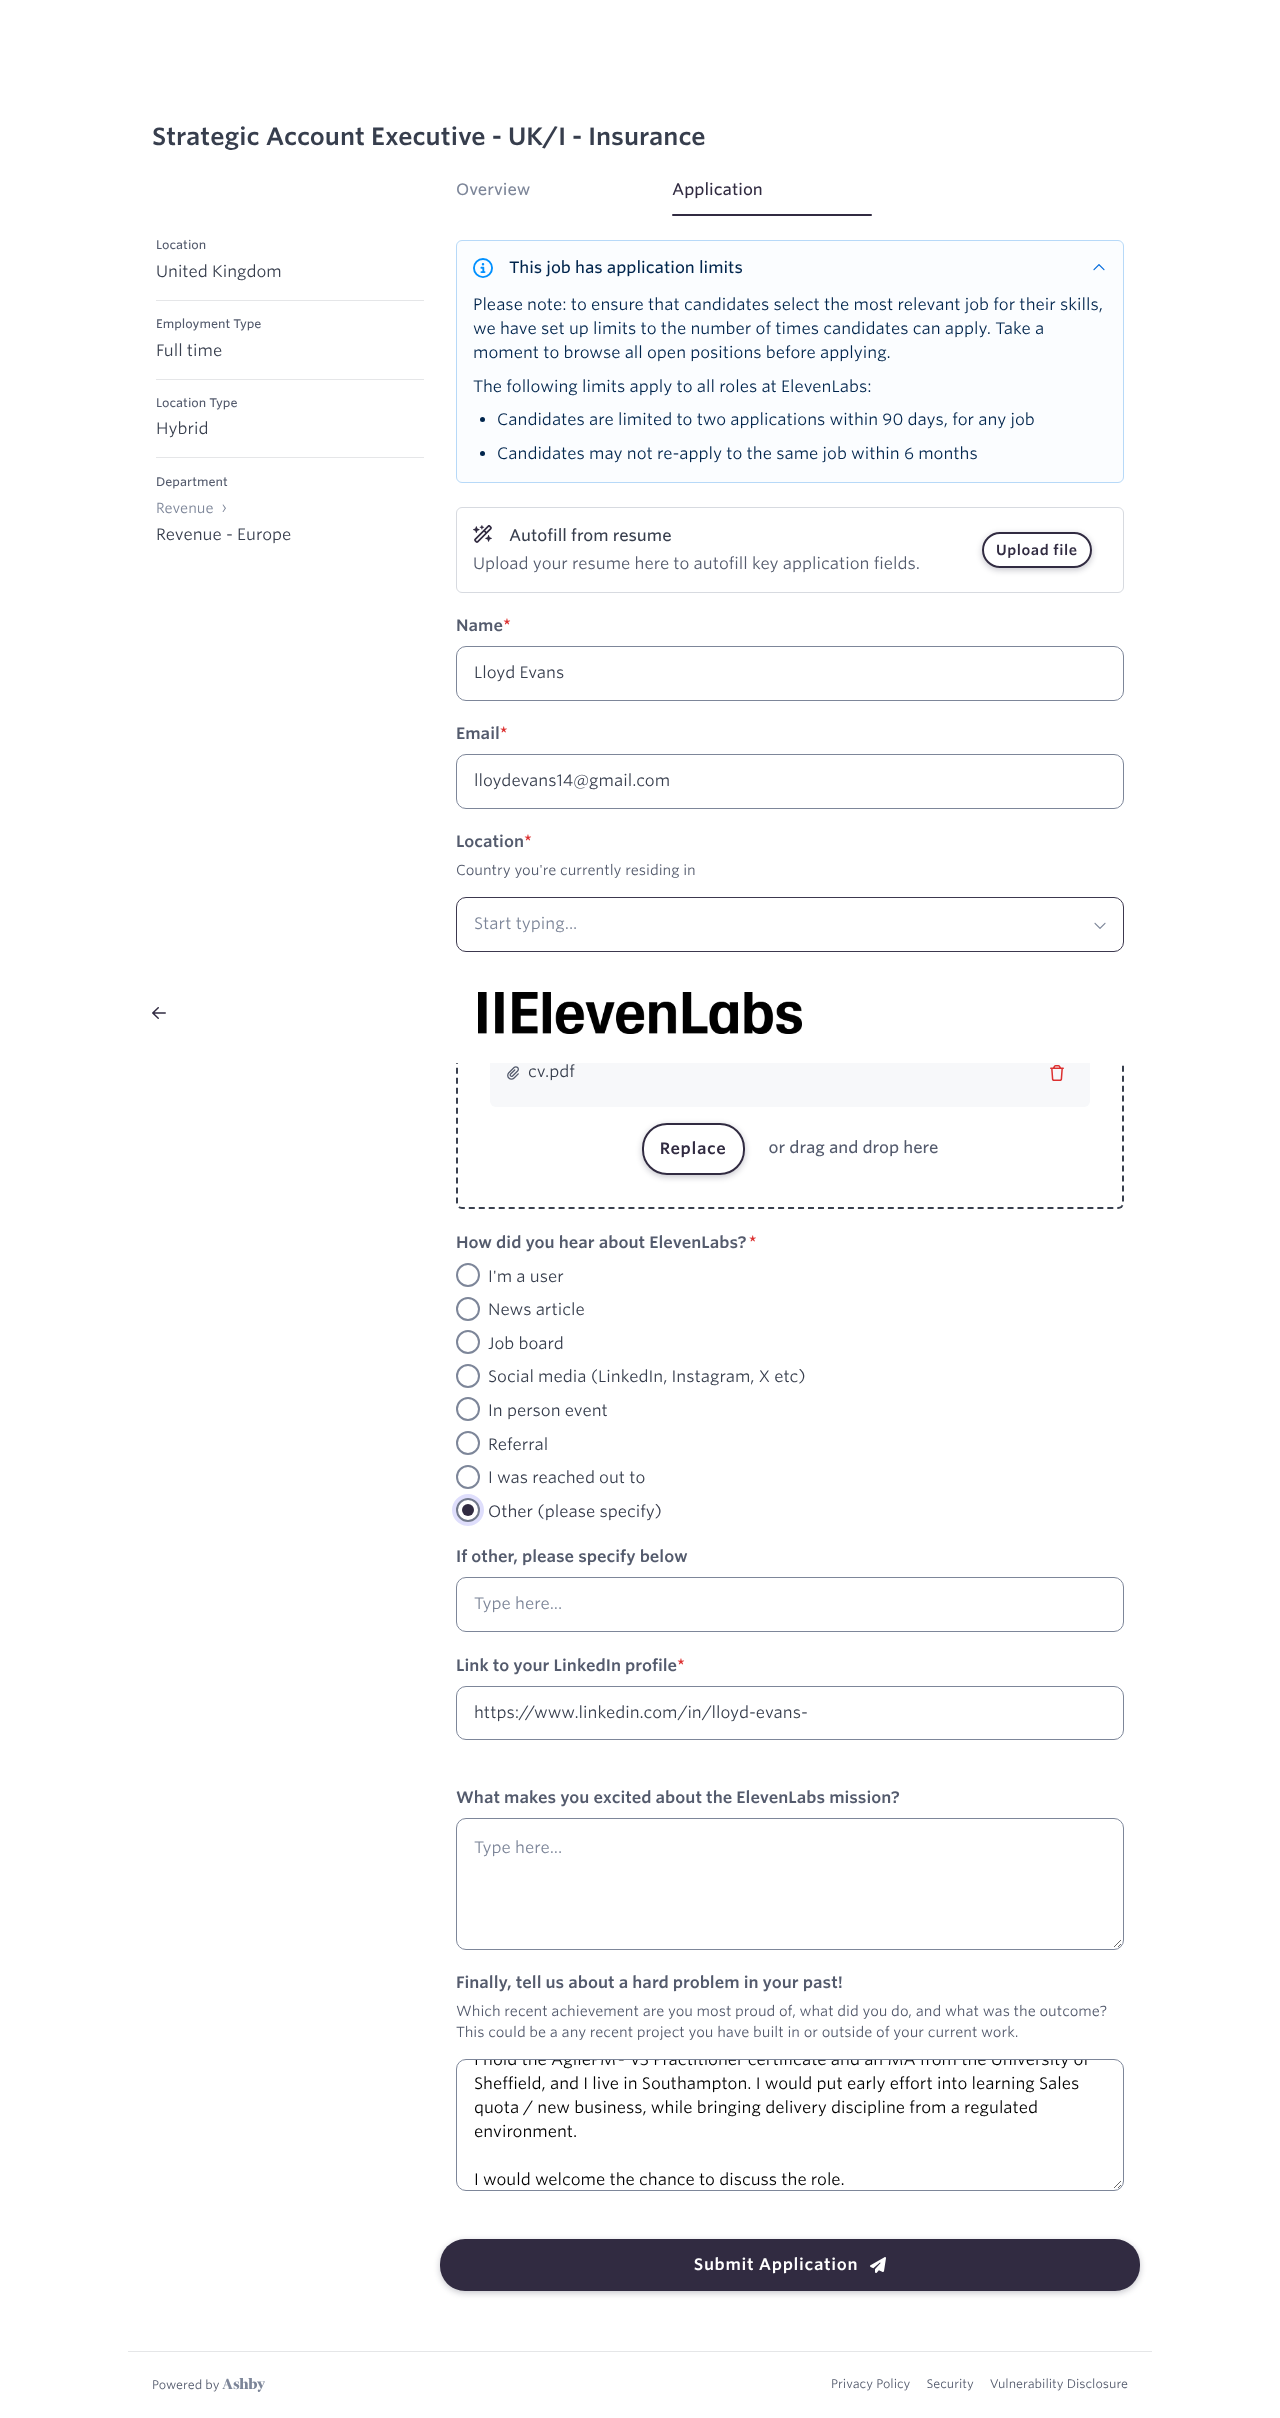 Strategic Account Executive - UK/I - Insurance
Overview
Application
Location
United Kingdom
Employment Type
Full time
Location Type
Hybrid
Department
Revenue ›
Revenue - Europe
This job has application limits
Please note: to ensure that candidates select the most relevant job for their skills,
we have set up limits to the number of times candidates can apply. Take a
moment to browse all open positions before applying.
The following limits apply to all roles at ElevenLabs:
• Candidates are limited to two applications within 90 days, for any job
• Candidates may not re-apply to the same job within 6 months
Autofill from resume
Upload your resume here to autofill key application fields.
Upload file
Name*
Lloyd Evans
Email*
lloydevans14@gmail.com
Location*
Country you're currently residing in
Start typing...
IIElevenLabs
cv.pdf
Replace
or drag and drop here
How did you hear about ElevenLabs? *
I'm a user
News article
Job board
Social media (LinkedIn, Instagram, X etc)
In person event
Referral
I was reached out to
Other (please specify)
If other, please specify below
Type here...
Link to your LinkedIn profile*
https://www.linkedin.com/in/lloyd-evans-
What makes you excited about the ElevenLabs mission?
Type here...
Finally, tell us about a hard problem in your past!
Which recent achievement are you most proud of, what did you do, and what was the outcome?
This could be a any recent project you have built in or outside of your current work.
I hold the AgilePM® V3 Practitioner certificate and an MA from the University of
Sheffield, and I live in Southampton. I would put early effort into learning Sales
quota / new business, while bringing delivery discipline from a regulated
environment.
I would welcome the chance to discuss the role.
Submit Application
Powered by Ashby
Privacy Policy
Security
Vulnerability Disclosure